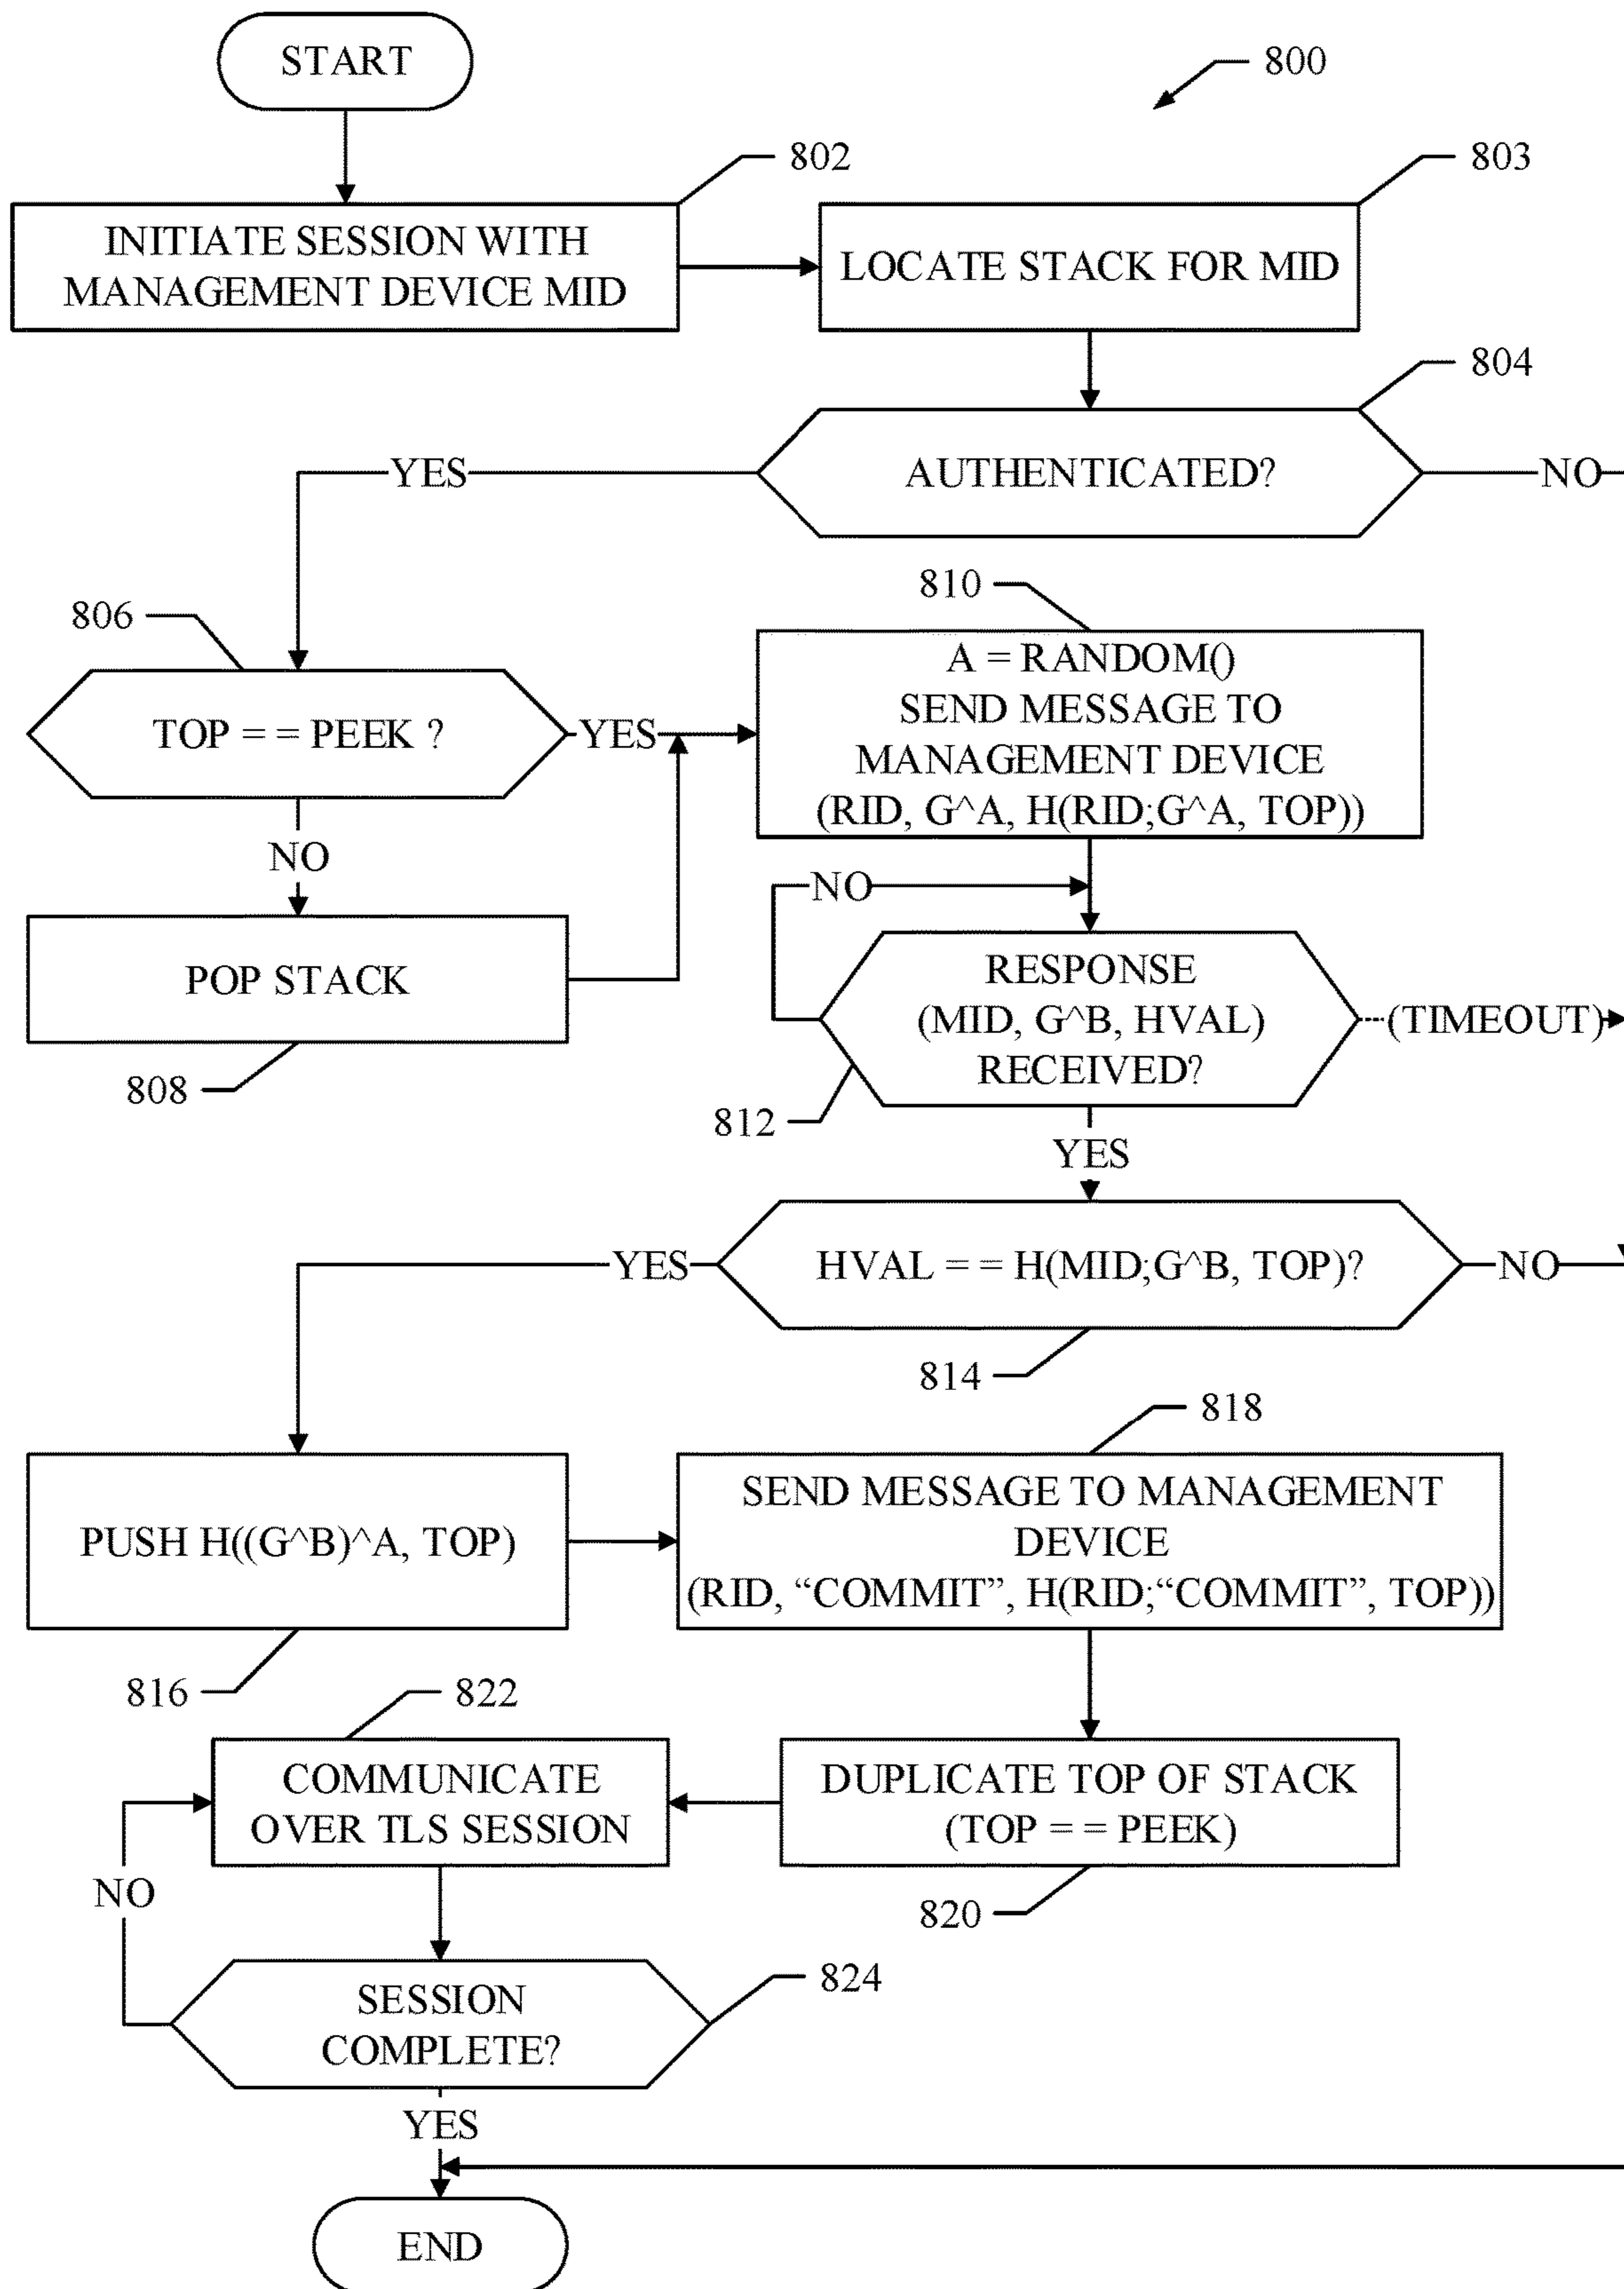 START
800
802
803
INITIATE SESSION WITH
MANAGEMENT DEVICE MID
LOCATE STACK FOR MID
804
YES
AUTHENTICATED?
NO
806
810
TOP = = PEEK ?
YES
A = RANDOM()
SEND MESSAGE TO
MANAGEMENT DEVICE
(RID, G^A, H(RID;G^A, TOP))
NO
NO
POP STACK
808
RESPONSE
(MID, G^B, HVAL)
RECEIVED?
(TIMEOUT)
812
YES
YES
HVAL = = H(MID;G^B, TOP)?
NO
814
818
PUSH H((G^B)^A, TOP)
SEND MESSAGE TO MANAGEMENT
DEVICE
(RID, “COMMIT”, H(RID;“COMMIT”, TOP))
816
822
COMMUNICATE
OVER TLS SESSION
DUPLICATE TOP OF STACK
(TOP = = PEEK)
NO
820
824
SESSION
COMPLETE?
YES
END